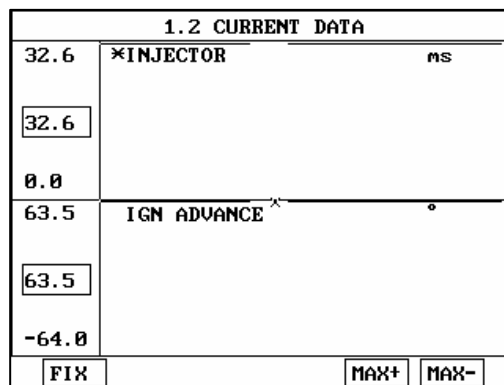 1.2 CURRENT DATA
32.6 *INJECTOR ms
32.6
0.0
63.5 IGN ADVANCE °
63.5
-64.0
FIX MAX+ MAX-